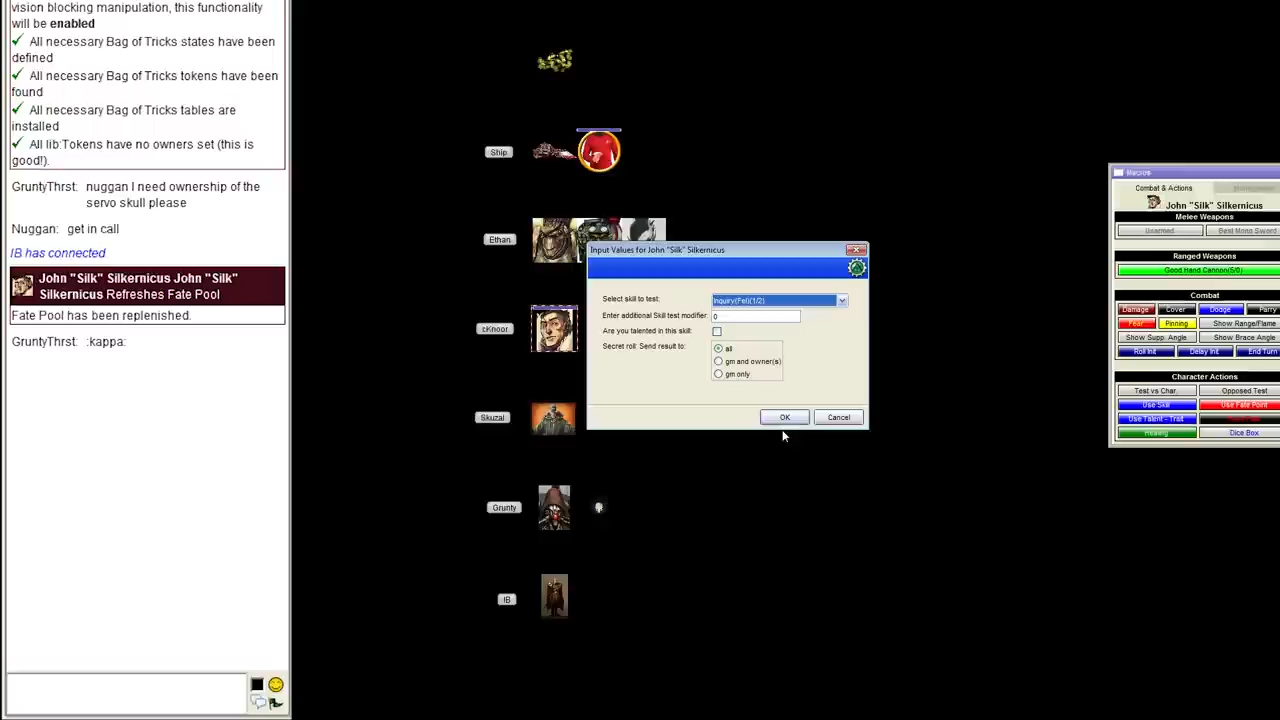 vision blocking manipulation, this functionality
will be enabled
✓ All necessary Bag of Tricks states have been
defined
✓ All necessary Bag of Tricks tokens have been
found
✓ All necessary Bag of Tricks tables are
installed
✓ All lib:Tokens have no owners set (this is
good!).
GruntyThrst: nuggan I need ownership of the
servo skull please
Nuggan: get in call
IB has connected
John "Silk" Silkernicus John "Silk"
Silkernicus Refreshes Fate Pool
Fate Pool has been replenished.
GruntyThrst: :kappa:
Ship
Ethan
Skuzal
Grunty
IB
Input Values for John "Silk" Silkernicus
Select skill to test: Inquiry(Fel)(1/2)
Enter additional Skill test modifier: 0
Are you talented in this skill:
Secret roll: Send result to: all
gm and owner(s)
gm only
OK Cancel
Macros
Combat & Actions
John "Silk" Silkernicus
Melee Weapons
Unarmed Best Mono Sword
Ranged Weapons
Good Hand Cannon(5/0)
Combat
Damage Cover Dodge Parry
Fear Pinning Show Range/Flame
Show Supp. Angle Show Brace Angle
Roll Init Delay Init End Turn
Character Actions
Test vs Char. Opposed Test
Use Skill Use Fate Point
Use Talent - Trait
Healing Dice Box